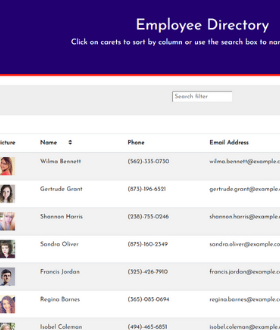 Employee Directory
Click on carets to sort by column or use the search box to nar
Search filter
icture Name Phone Email Address
Wilma Bennett (562)-335-0730 wilma.bennett@example.c
Gertrude Grant (873)-196-6521 gertrude.grant@example.
Shannon Harris (238)-755-0246 shannon.harris@example.
Sandra Oliver (875)-160-2349 sandra.oliver@example.co
Francis Jordan (325)-426-7910 francis.jordan@example.c
Regina Barnes (365)-085-0694 regina.barnes@example.c
Isobel Coleman (494)-465-6851 isobel.coleman@example